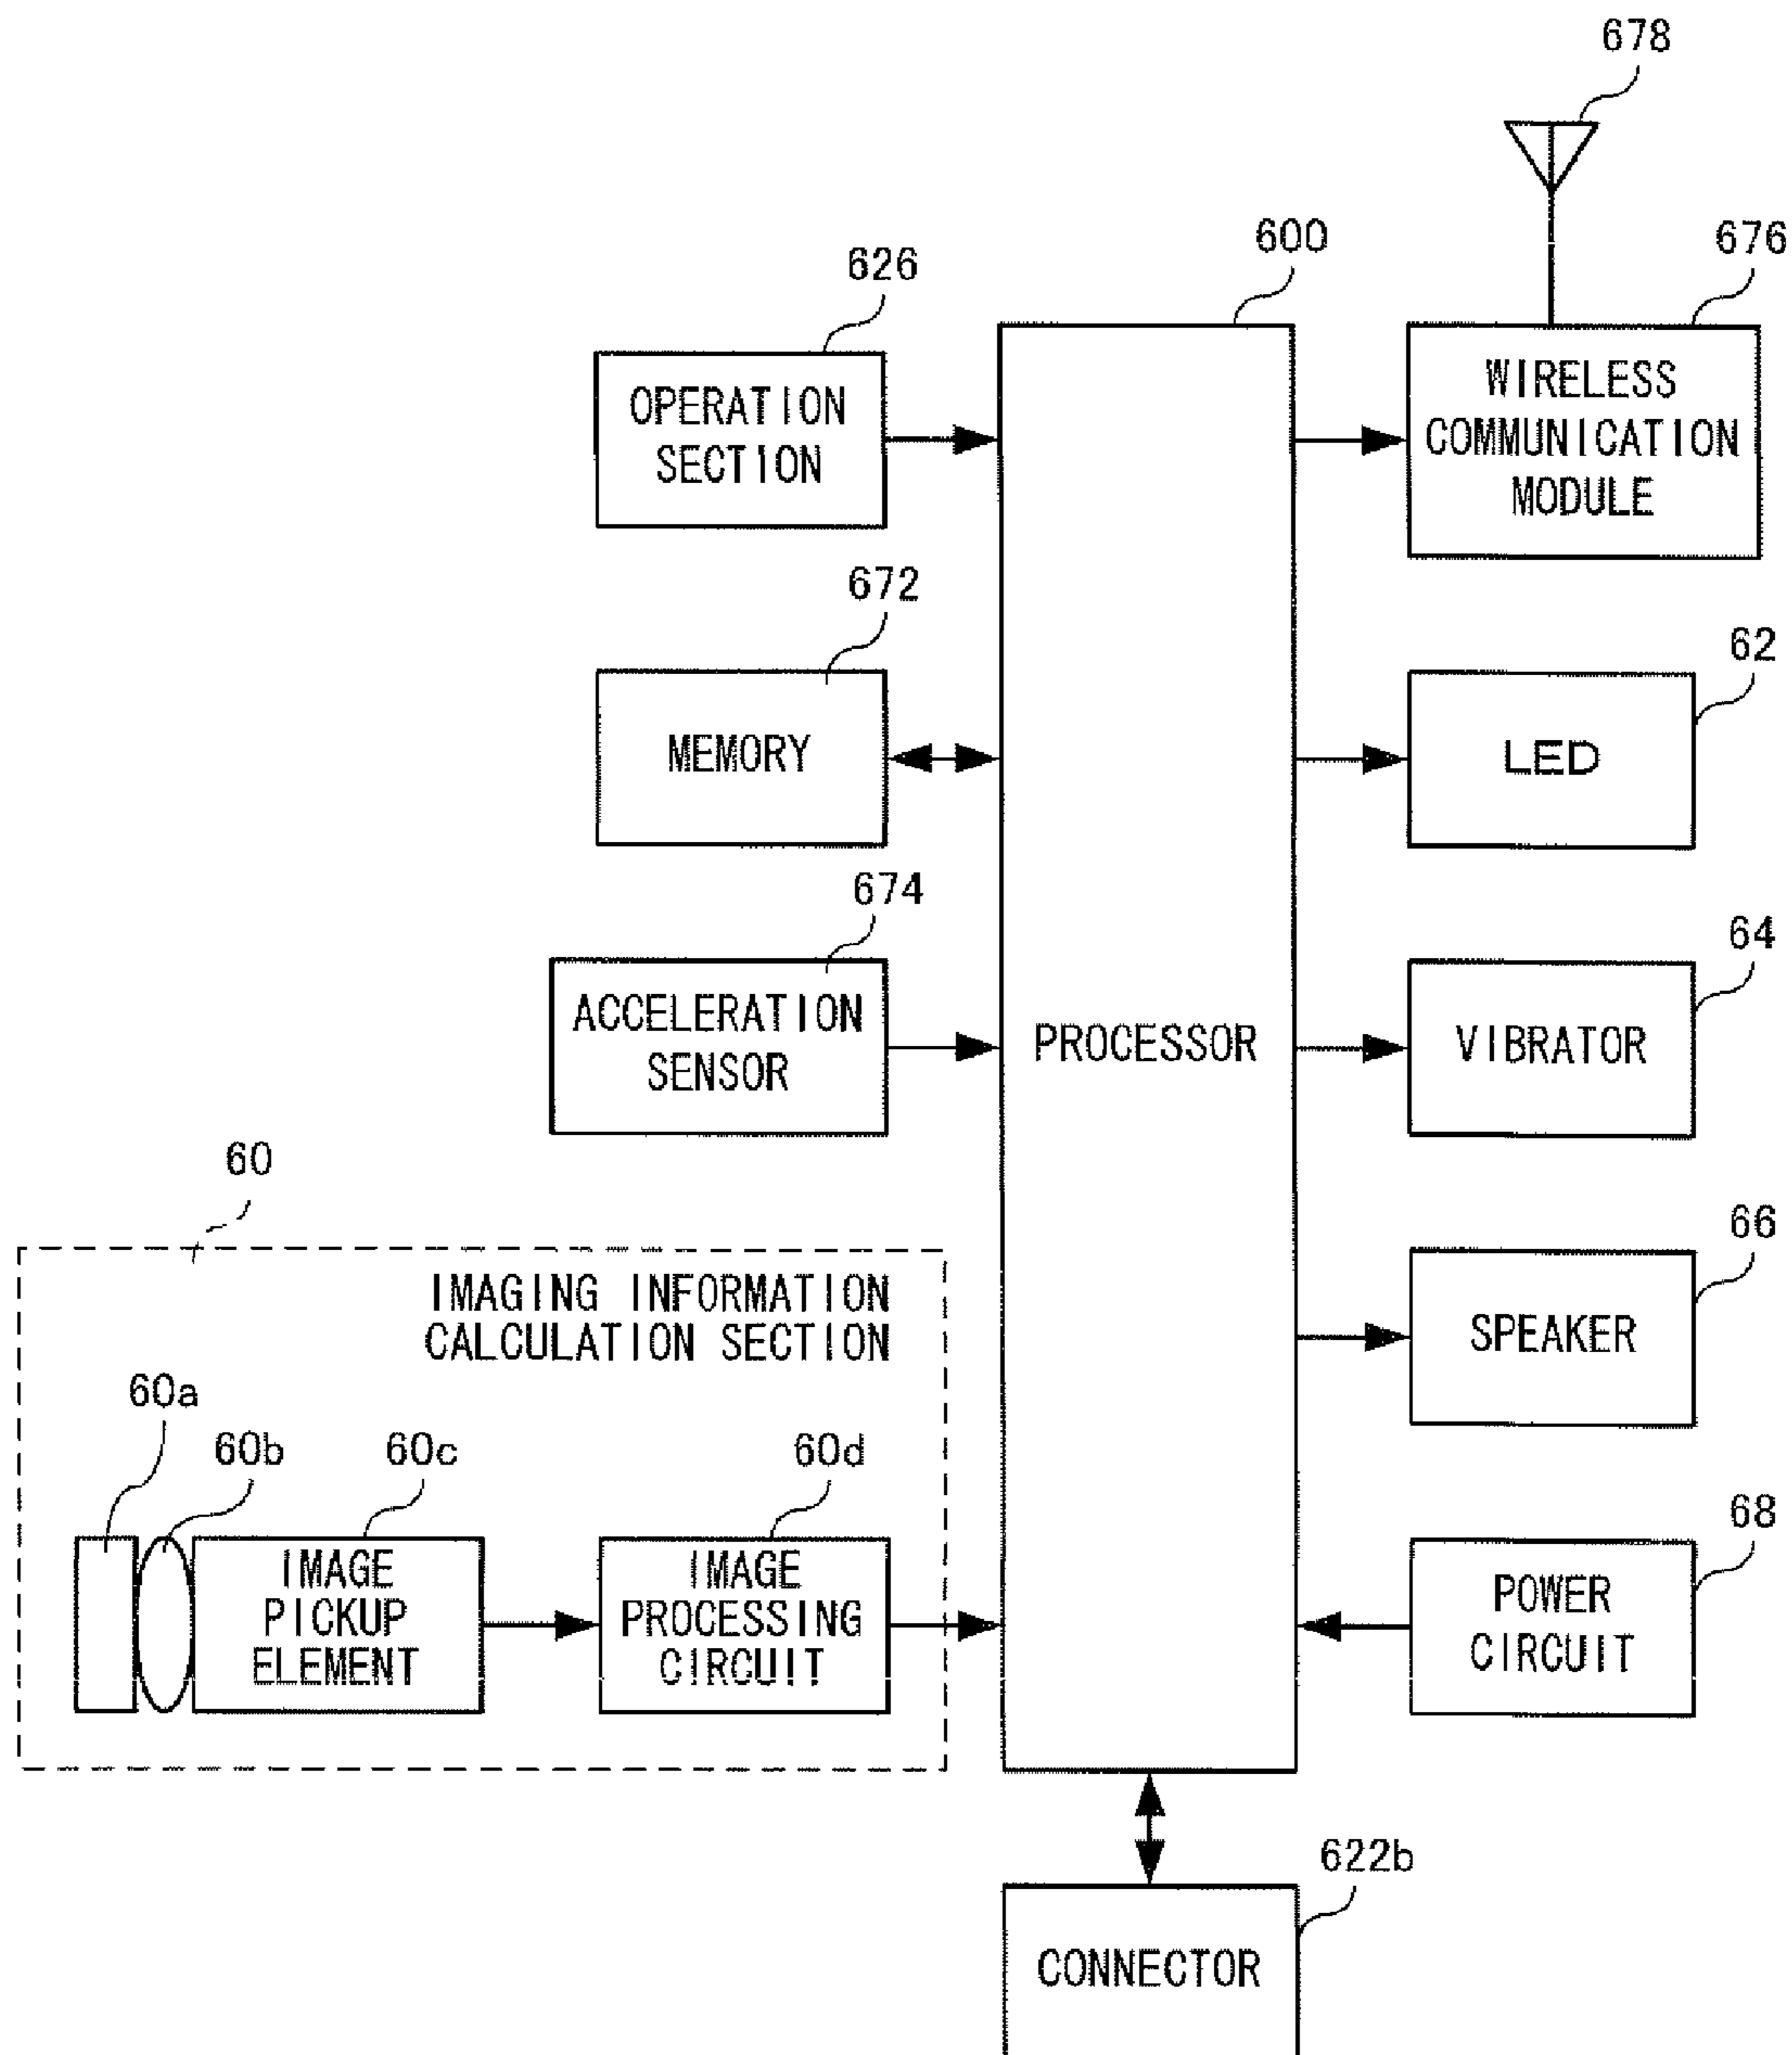 678
600
676
626
OPERATION
SECTION
WIRELESS
COMMUNICATION
MODULE
672
MEMORY
62
LED
674
ACCELERATION
SENSOR
PROCESSOR
64
VIBRATOR
60
IMAGING INFORMATION
CALCULATION SECTION
66
SPEAKER
60a
60b
60c
60d
IMAGE
PICKUP
ELEMENT
IMAGE
PROCESSING
CIRCUIT
68
POWER
CIRCUIT
622b
CONNECTOR